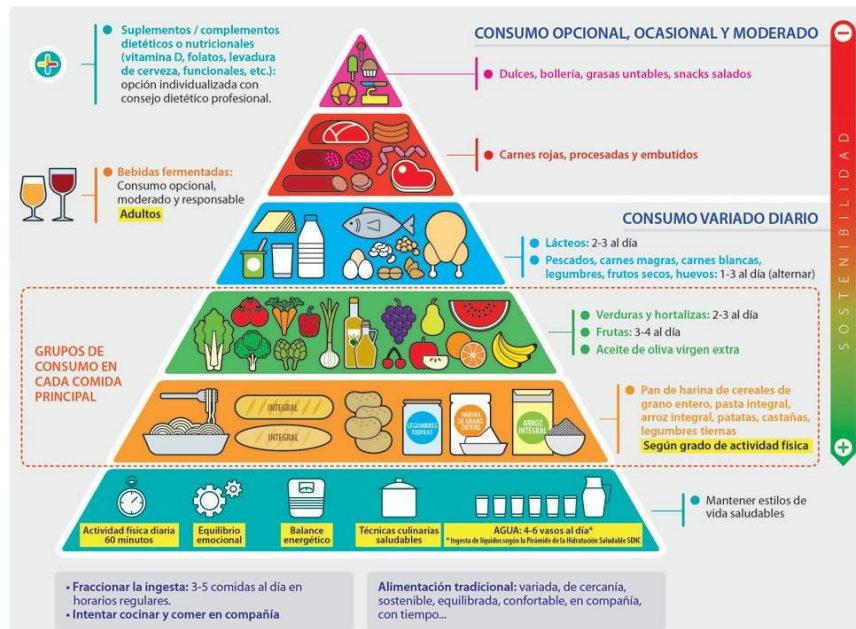 Suplementos / complementos
dietéticos o nutricionales
(vitamina D, folatos, levadura
de cerveza, funcionales, etc.):
opción individualizada con
consejo dietético profesional.
CONSUMO OPCIONAL, OCASIONAL Y MODERADO
Dulces, bollería, grasas untables, snacks salados
Carnes rojas, procesadas y embutidos
Bebidas fermentadas:
Consumo opcional,
moderado y responsable
Adultos
CONSUMO VARIADO DIARIO
Lácteos: 2-3 al día
Pescados, carnes magras, carnes blancas,
legumbres, frutos secos, huevos: 1-3 al día (alternar)
SOSTENIBILIDAD
GRUPOS DE
CONSUMO EN
CADA COMIDA
PRINCIPAL
Verduras y hortalizas: 2-3 al día
Frutas: 3-4 al día
Aceite de oliva virgen extra
INTEGRAL
INTEGRAL
LEGUMBRES
TIERNAS
HARINA
DE GRANO
ENTERO
ARROZ
INTEGRAL
Pan de harina de cereales de
grano entero, pasta integral,
arroz integral, patatas, castañas,
legumbres tiernas
Según grado de actividad física
Actividad física diaria
60 minutos
Equilibrio
emocional
Balance
energético
Técnicas culinarias
saludables
AGUA: 4-6 vasos al día*
* Ingesta de líquidos según la Pirámide de la Hidratación Saludable SENC
Mantener estilos de
vida saludables
• Fraccionar la ingesta: 3-5 comidas al día en
horarios regulares.
• Intentar cocinar y comer en compañía
Alimentación tradicional: variada, de cercanía,
sostenible, equilibrada, confortable, en compañía,
con tiempo...